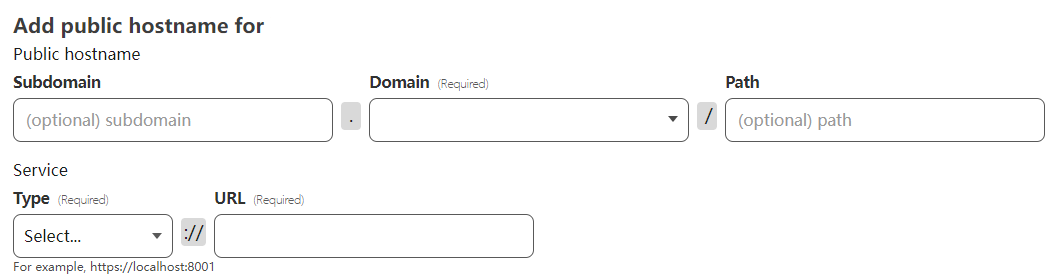 Add public hostname for
Public hostname
Subdomain Domain (Required) Path
(optional) subdomain . / (optional) path
Service
Type (Required) URL (Required)
Select... ://
For example, https://localhost:8001